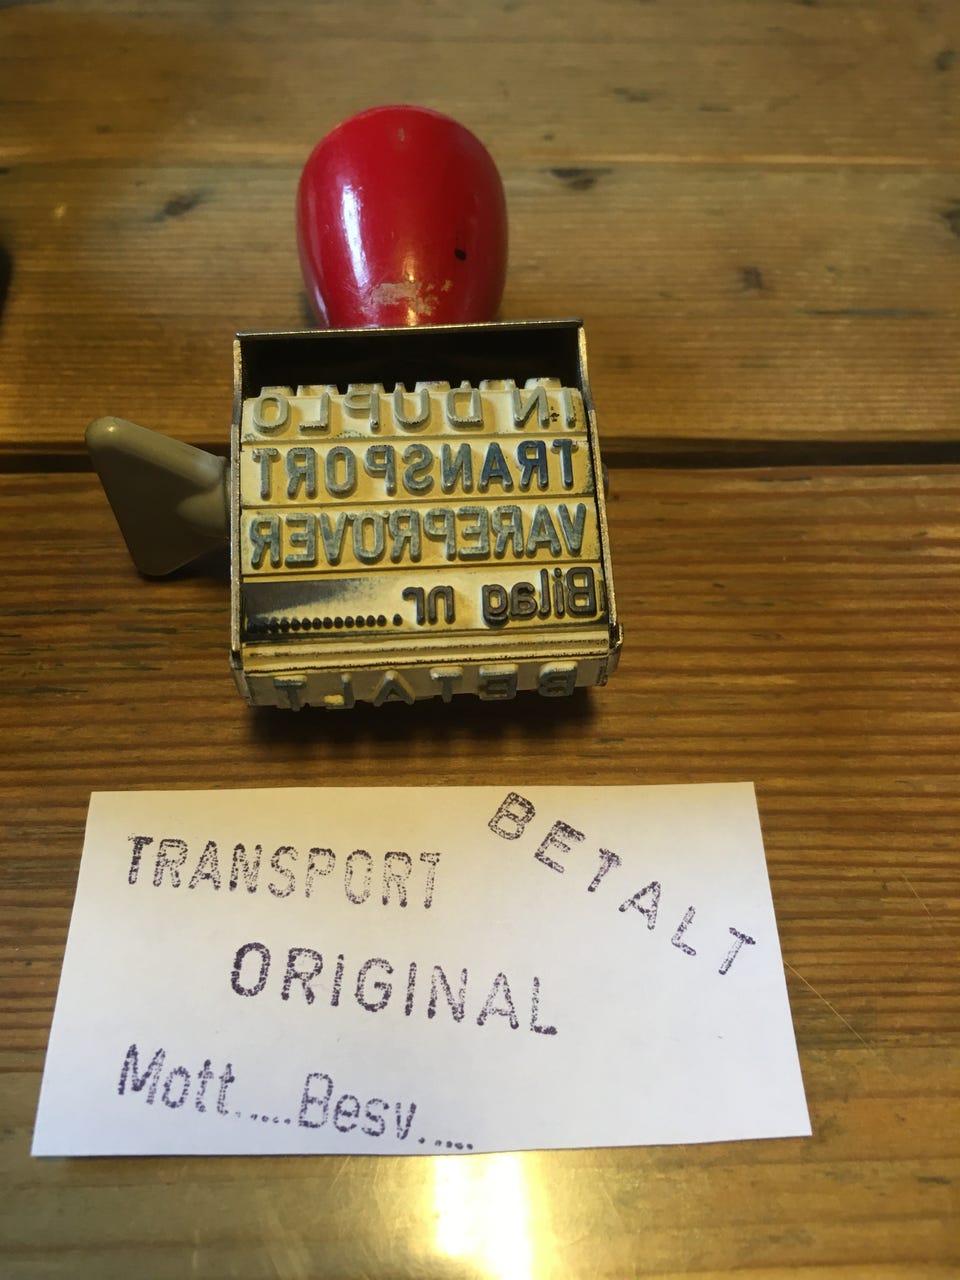 IN DUPLO
TRANSPORT
VAREPRØVER
Bilag nr.............
BETALT
TRANSPORT
BETALT
ORIGINAL
Mott.....Besv.....